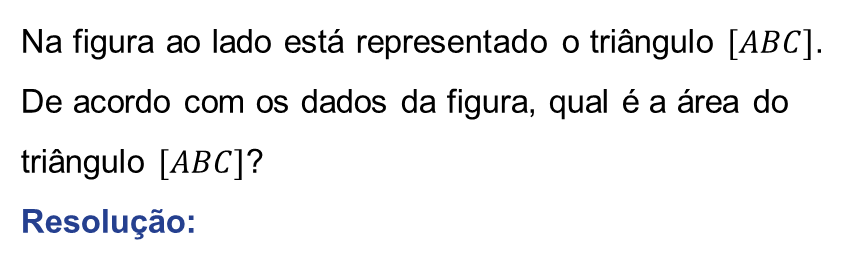 Na figura ao lado está representado o triângulo [ABC].
De acordo com os dados da figura, qual é a área do
triângulo [ABC]?
Resolução: